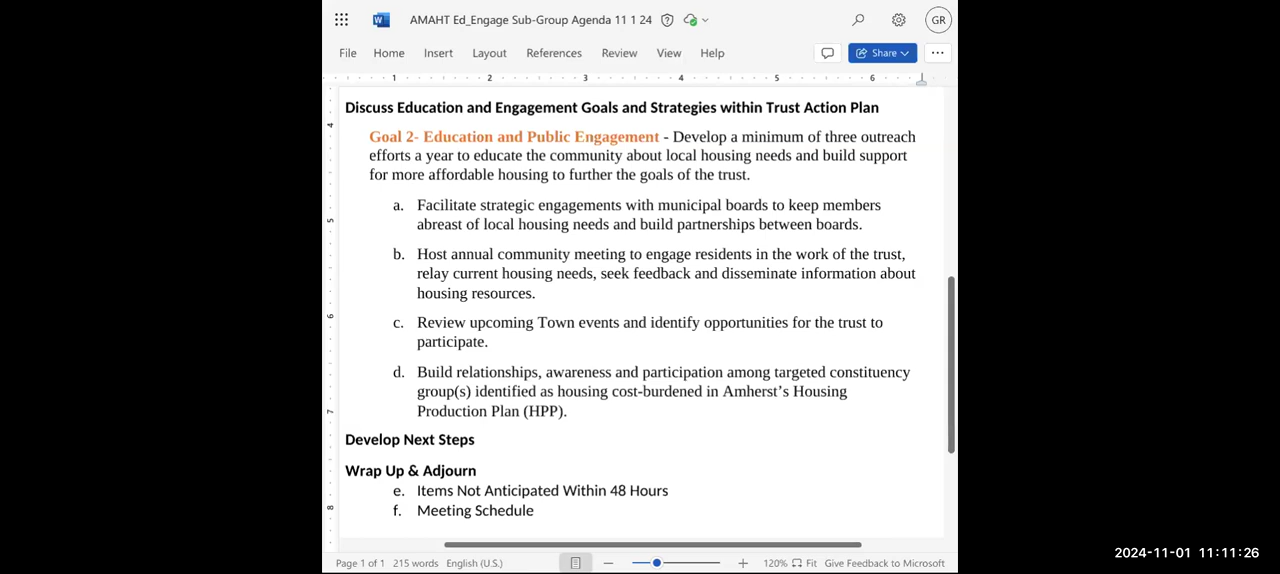 AMAHT Ed_Engage Sub-Group Agenda 11 1 24
GR
File Home Insert Layout References Review View Help
Share
1 2 3 4 5 6
Discuss Education and Engagement Goals and Strategies within Trust Action Plan
4
Goal 2- Education and Public Engagement - Develop a minimum of three outreach
efforts a year to educate the community about local housing needs and build support
for more affordable housing to further the goals of the trust.
a. Facilitate strategic engagements with municipal boards to keep members
5
abreast of local housing needs and build partnerships between boards.
b. Host annual community meeting to engage residents in the work of the trust,
relay current housing needs, seek feedback and disseminate information about
housing resources.
6
c. Review upcoming Town events and identify opportunities for the trust to
participate.
d. Build relationships, awareness and participation among targeted constituency
group(s) identified as housing cost-burdened in Amherst’s Housing
7
Production Plan (HPP).
Develop Next Steps
Wrap Up & Adjourn
e. Items Not Anticipated Within 48 Hours
8
f. Meeting Schedule
Page 1 of 1 215 words English (U.S.) 120% Fit Give Feedback to Microsoft
2024-11-01 11:11:26